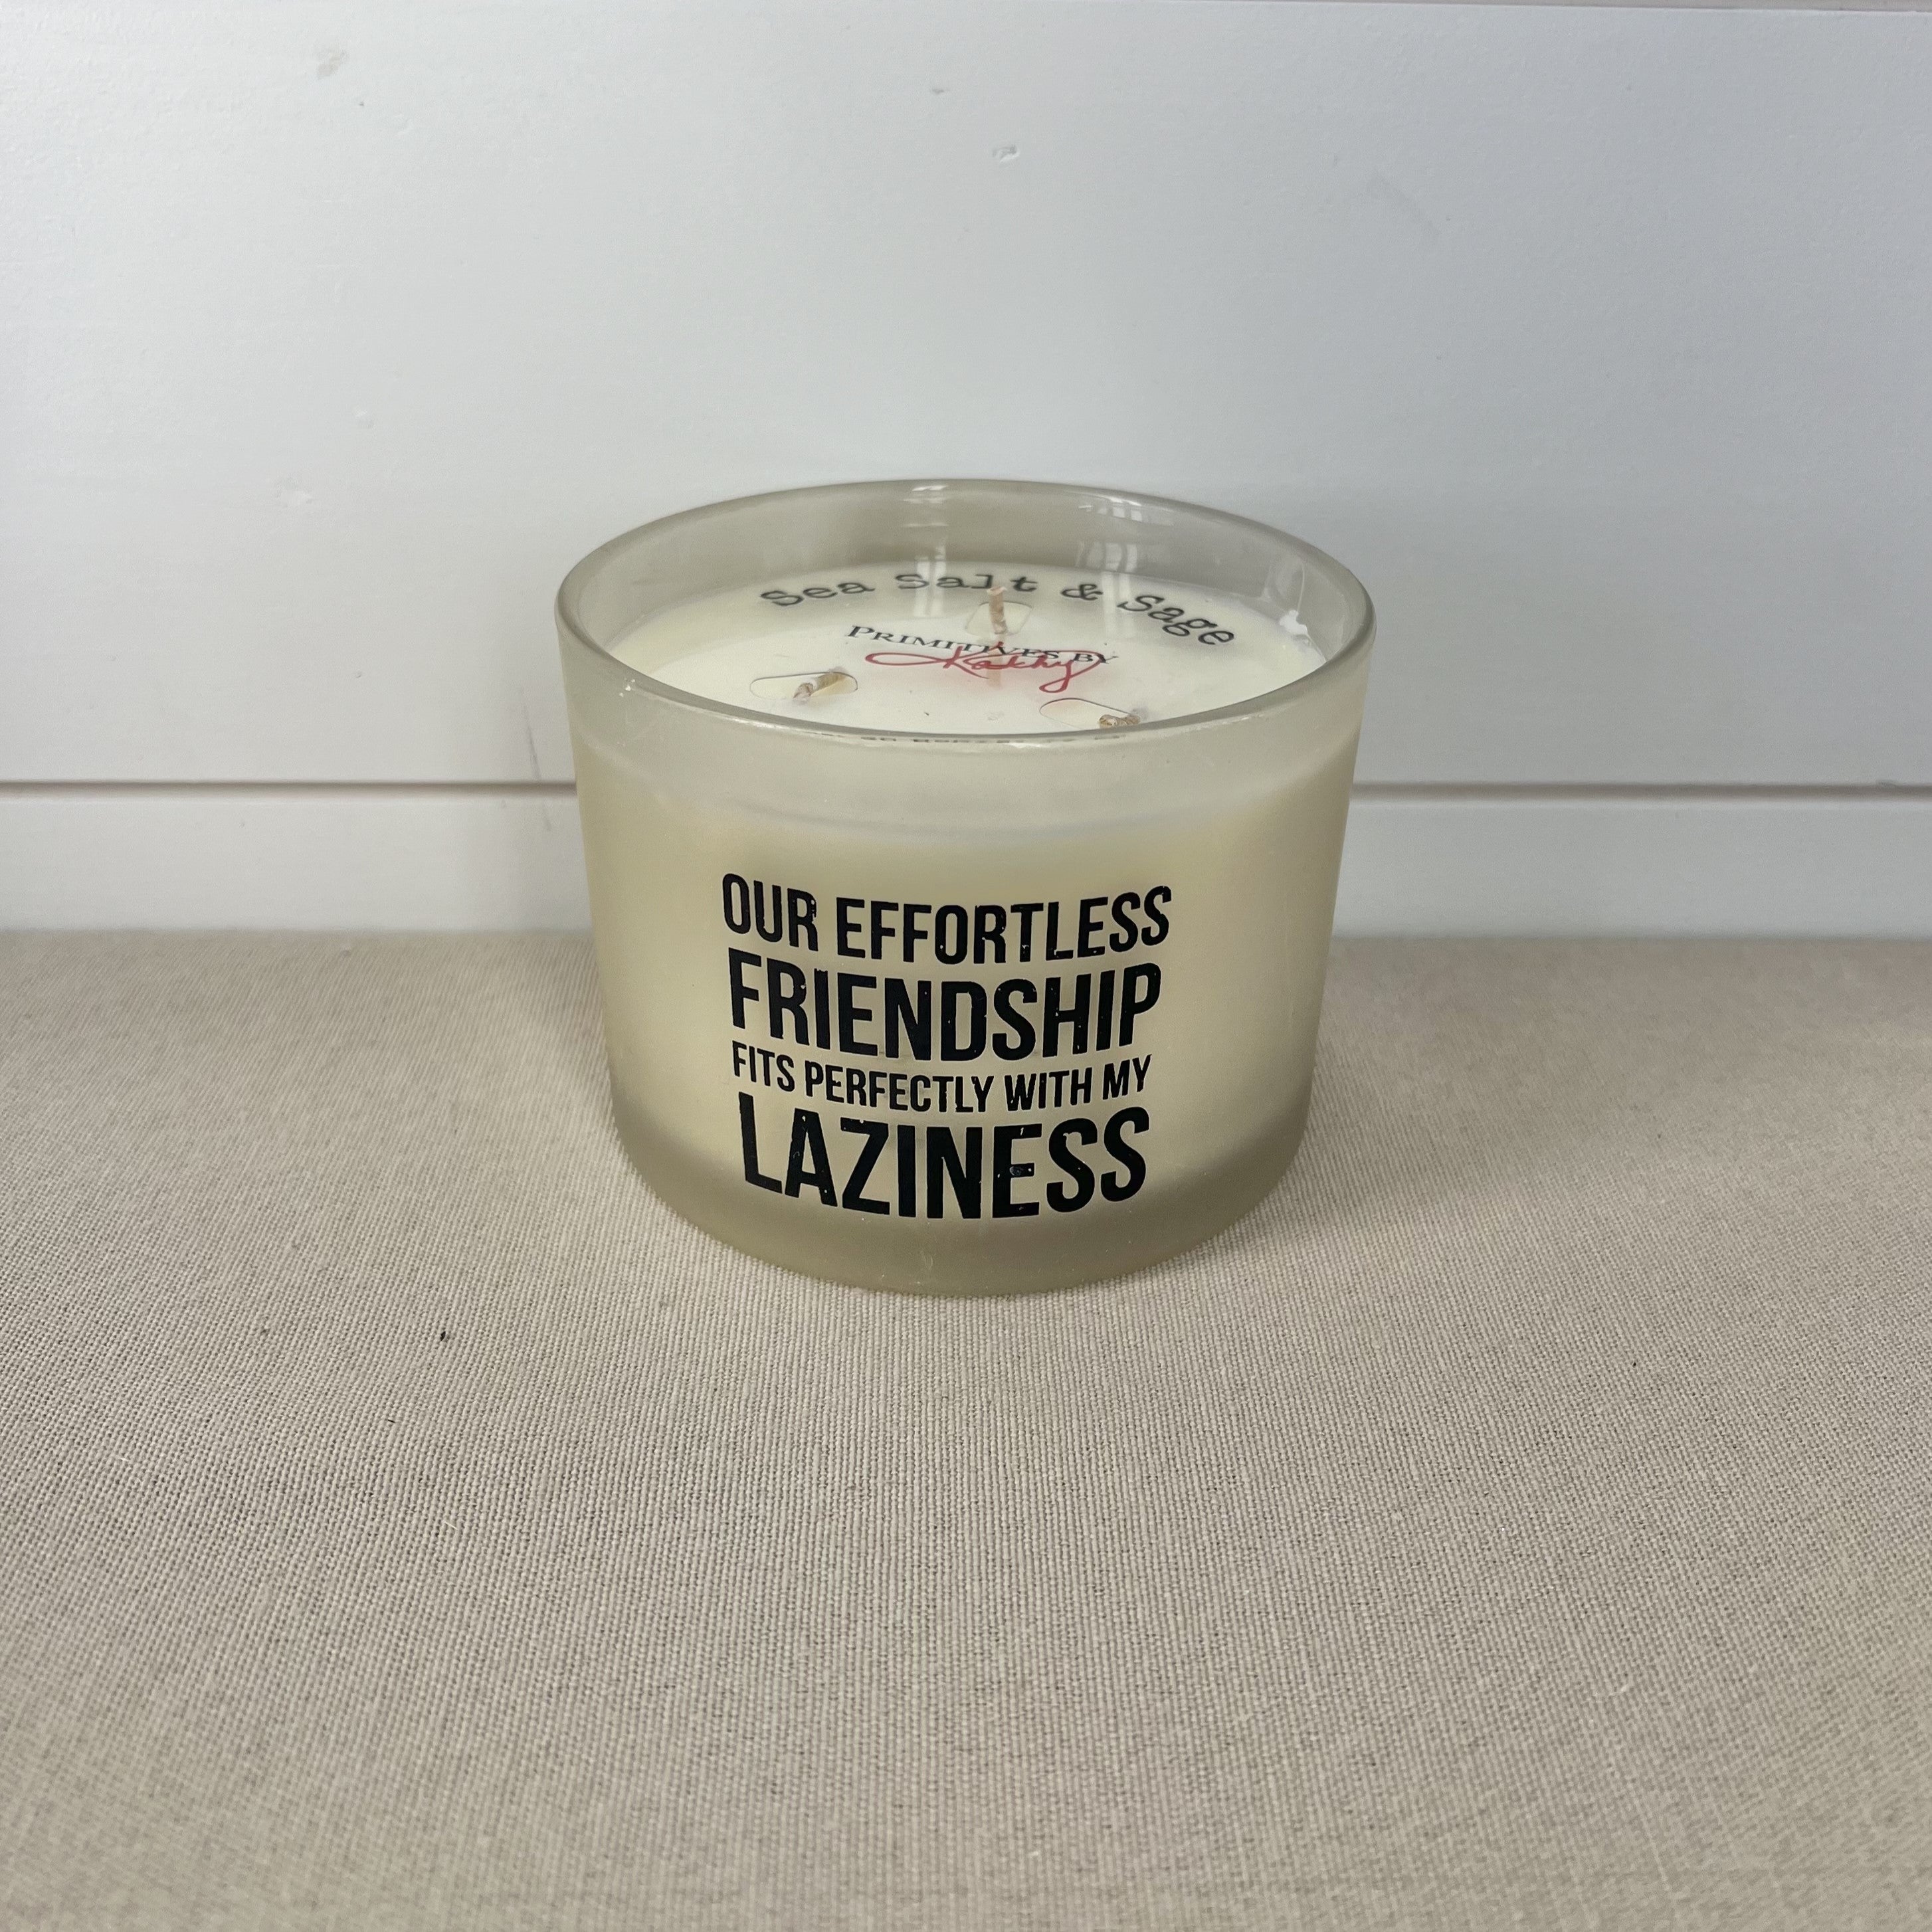 Sea Salt & Sage
PRIMITIVES BY
Kathy
OUR EFFORTLESS
FRIENDSHIP
FITS PERFECTLY WITH MY
LAZINESS